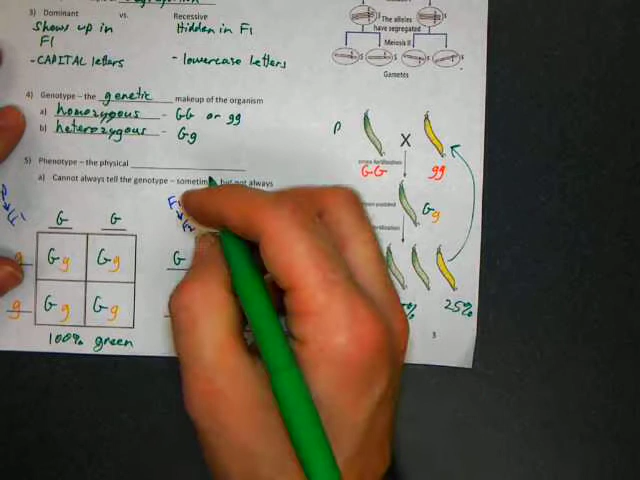 3) Dominant vs. Recessive
Shows up in Hidden in F1
F1
-CAPITAL letters - lowercase letters
The alleles
have segregated
Meiosis II
S S S S
Gametes
4) Genotype – the genetic makeup of the organism
a) homozygous - GG or gg
b) heterozygous - Gg
P X
GG gg
5) Phenotype – the physical
a) Cannot always tell the genotype – sometimes but not always
P F1
F1 F2
G G
G
Gg
g Gg Gg
g Gg Gg
25%
100% green